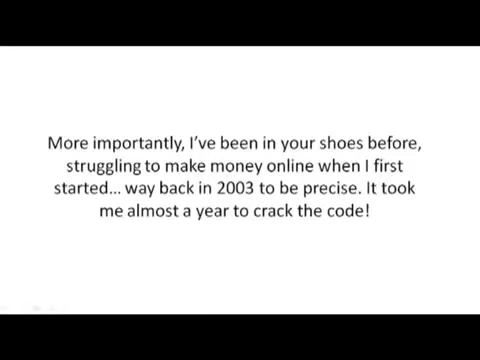 More importantly, I’ve been in your shoes before,
struggling to make money online when I first
started… way back in 2003 to be precise. It took
me almost a year to crack the code!